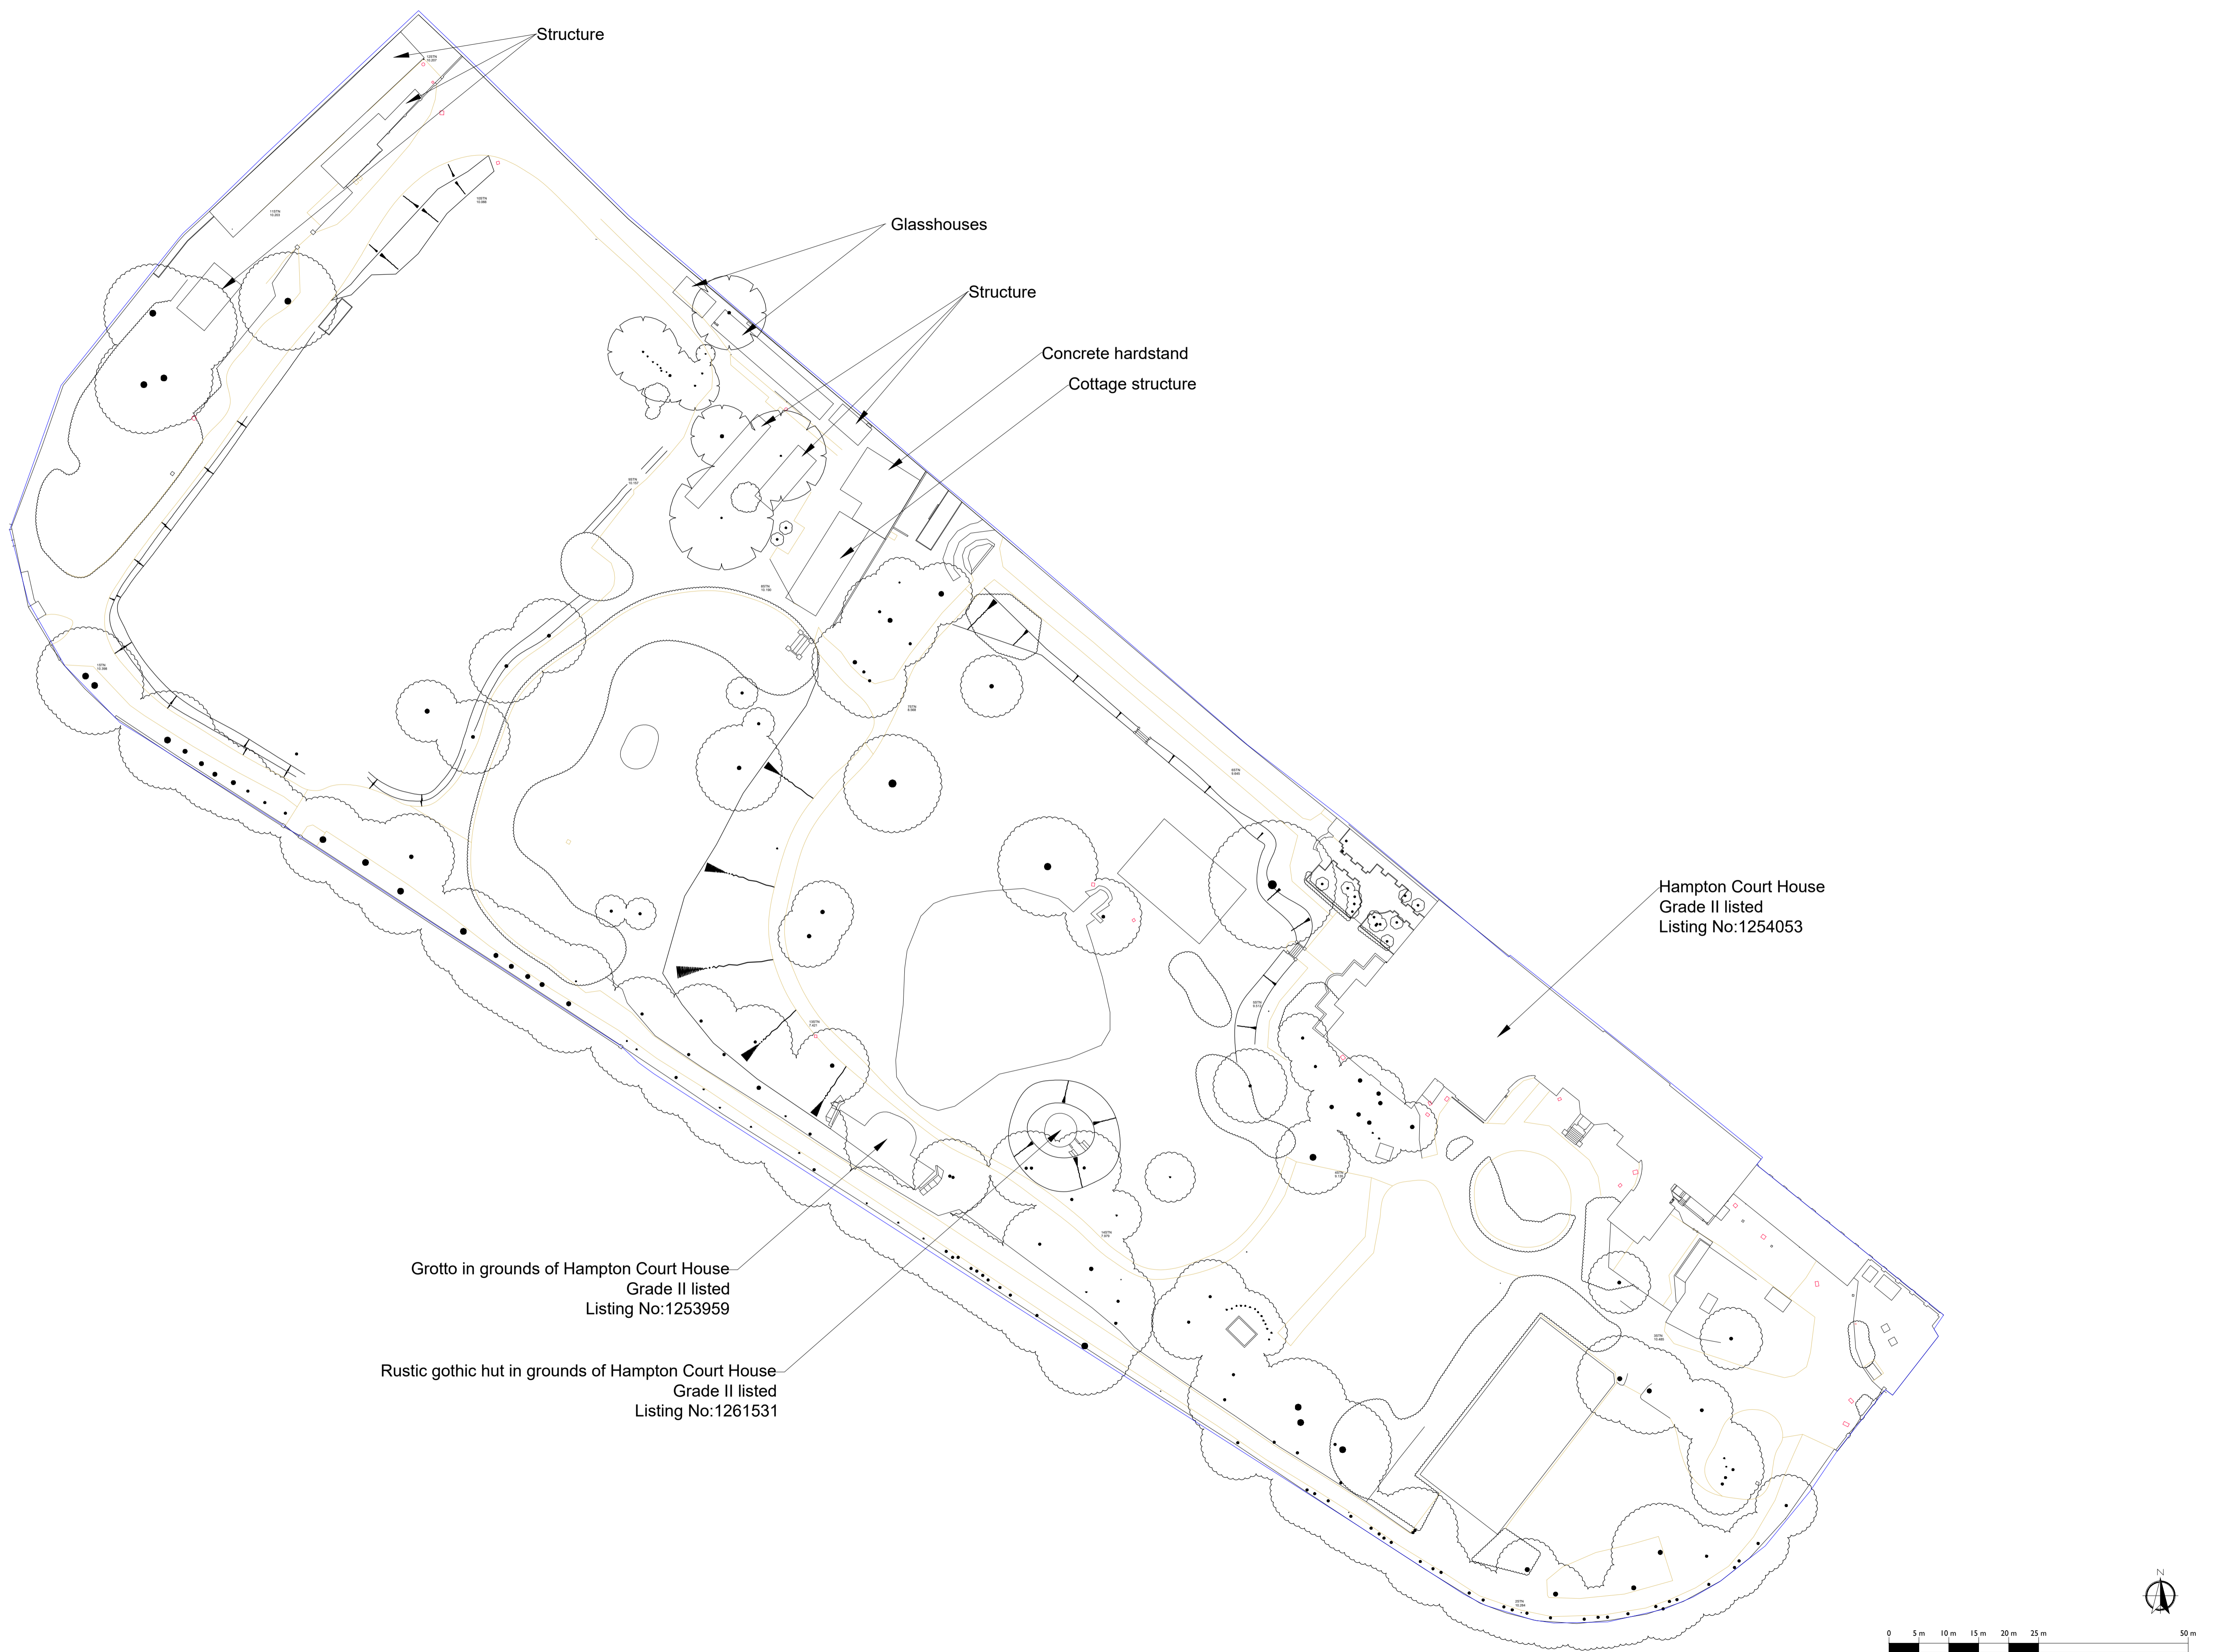 Structure
Glasshouses
Structure
Concrete hardstand
Cottage structure
Hampton Court House
Grade II listed
Listing No:1254053
Grotto in grounds of Hampton Court House
Grade II listed
Listing No:1253959
Rustic gothic hut in grounds of Hampton Court House
Grade II listed
Listing No:1261531
N
0 5 m 10 m 15 m 20 m 25 m 50 m